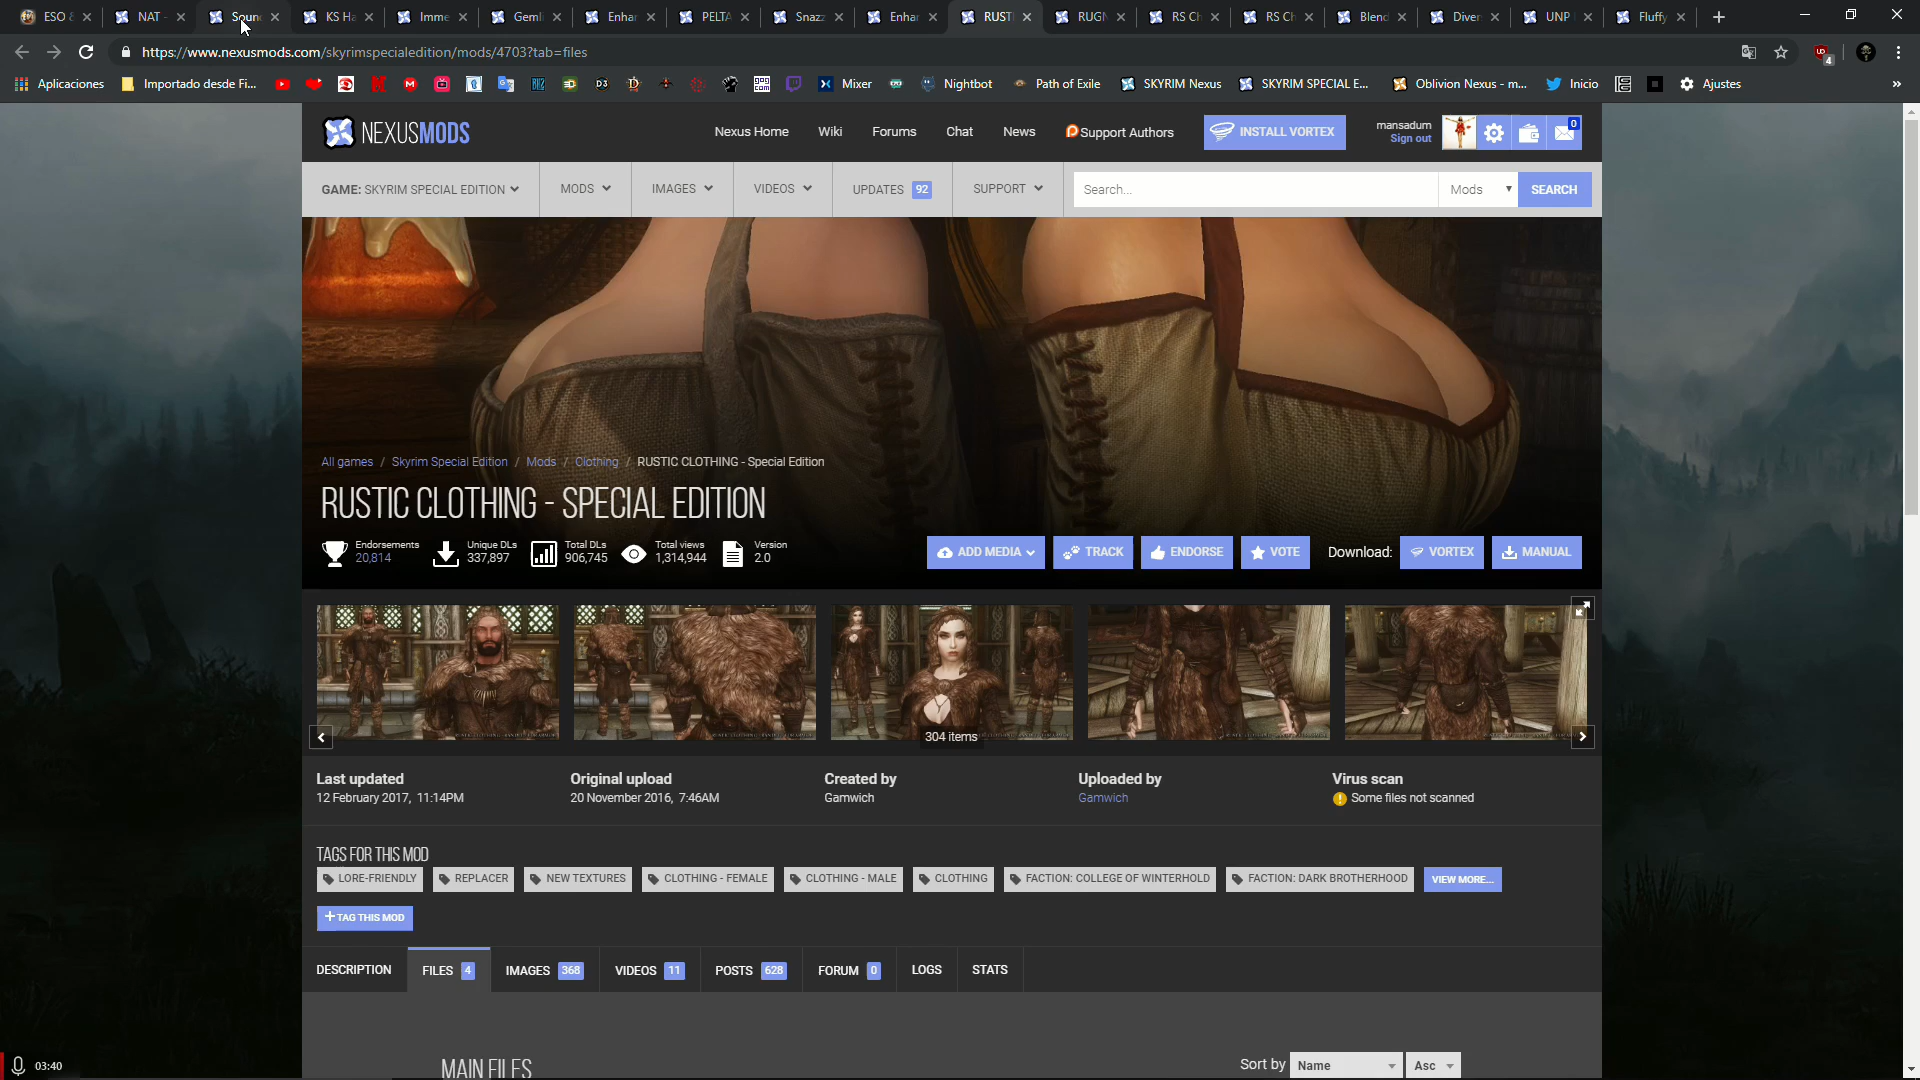 ESO &
NAT -
Soun
KS Ha
Imme
Gemli
Enhar
PELTA
Snazz
Enhar
RUST
RUGN
RS Ch
RS Ch
Blend
Diver
UNP
Fluffy
https://www.nexusmods.com/skyrimspecialedition/mods/4703?tab=files
4
Aplicaciones
Importado desde Fi...
Mixer
Nightbot
Path of Exile
SKYRIM Nexus
SKYRIM SPECIAL E...
Oblivion Nexus - m...
Inicio
Ajustes
»
NEXUSMODS
Nexus Home
Wiki
Forums
Chat
News
Support Authors
INSTALL VORTEX
mansadum
Sign out
0
GAME: SKYRIM SPECIAL EDITION
MODS
IMAGES
VIDEOS
UPDATES 92
SUPPORT
Search...
Mods
SEARCH
All games / Skyrim Special Edition / Mods / Clothing / RUSTIC CLOTHING - Special Edition
RUSTIC CLOTHING - SPECIAL EDITION
Endorsements
20,814
Unique DLs
337,897
Total DLs
906,745
Total views
1,314,944
Version
2.0
ADD MEDIA
TRACK
ENDORSE
VOTE
Download:
VORTEX
MANUAL
304 items
Last updated
12 February 2017, 11:14PM
Original upload
20 November 2016, 7:46AM
Created by
Gamwich
Uploaded by
Gamwich
Virus scan
Some files not scanned
TAGS FOR THIS MOD
LORE-FRIENDLY
REPLACER
NEW TEXTURES
CLOTHING - FEMALE
CLOTHING - MALE
CLOTHING
FACTION: COLLEGE OF WINTERHOLD
FACTION: DARK BROTHERHOOD
VIEW MORE...
+ TAG THIS MOD
DESCRIPTION
FILES 4
IMAGES 368
VIDEOS 11
POSTS 628
FORUM 0
LOGS
STATS
MAIN FILES
Sort by
Name
Asc
03:40